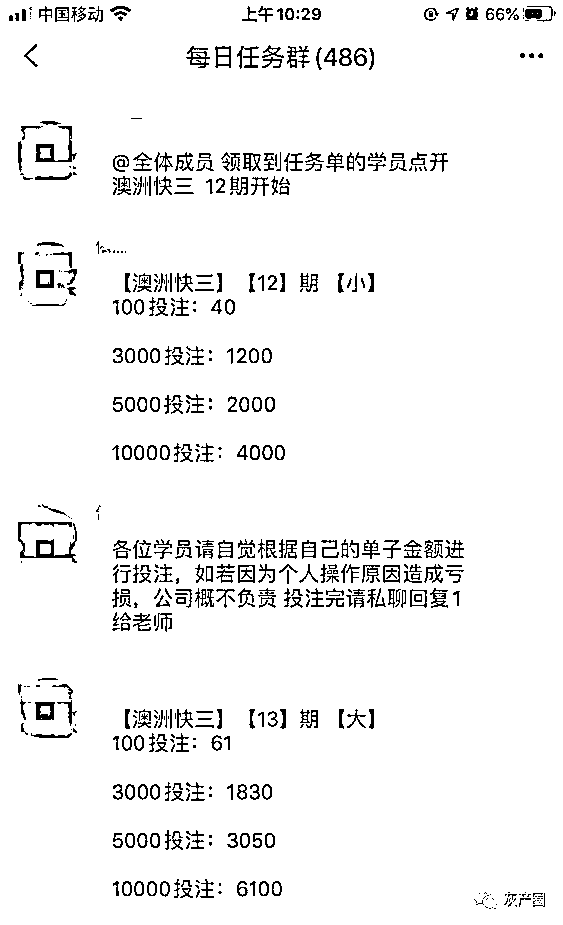 中国移动 上午10:29 66%
每日任务群(486)
@全体成员 领取到任务单的学员点开
澳洲快三 12期开始
【澳洲快三】【12】期 【小】
100投注：40
3000投注：1200
5000投注：2000
10000投注：4000
各位学员请自觉根据自己的单子金额进
行投注，如若因为个人操作原因造成亏
损，公司概不负责 投注完请私聊回复1
给老师
【澳洲快三】【13】期 【大】
100投注：61
3000投注：1830
5000投注：3050
10000投注：6100
灰产圈